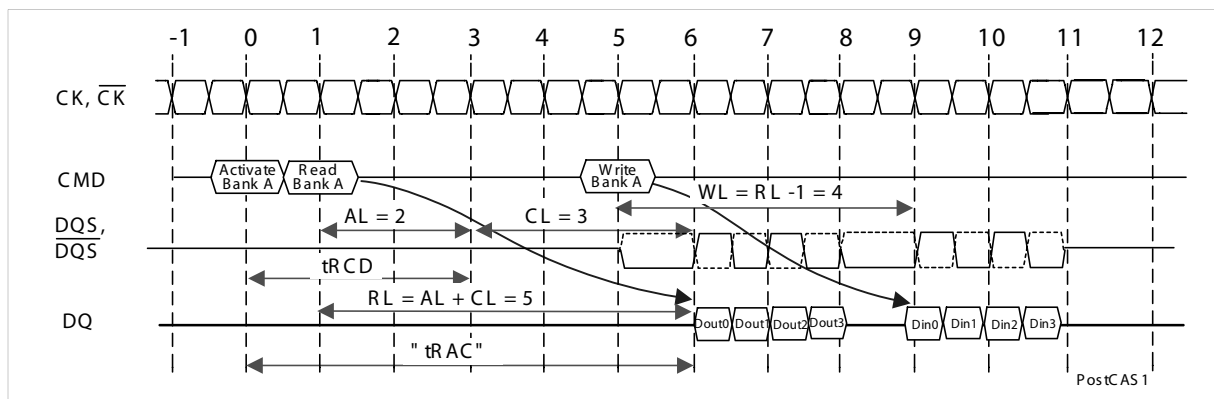 -1 0 1 2 3 4 5 6 7 8 9 10 11 12
CK, CK
CMD
Activate Bank A
Read Bank A
Write Bank A
WL = RL -1 = 4
AL = 2
CL = 3
DQS,
DQS
tRCD
RL = AL + CL = 5
DQ
Dout0 Dout1 Dout2 Dout3
Din0 Din1 Din2 Din3
"tRAC"
PostCAS1